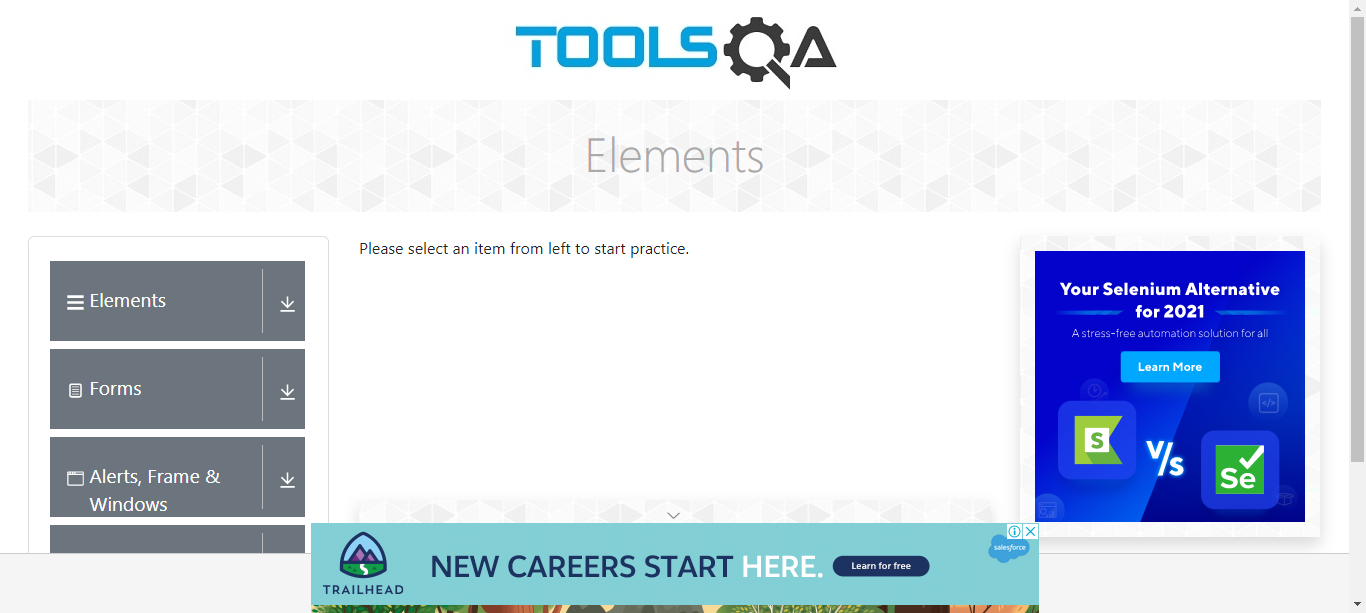 TOOLSQA
Elements
Elements
Forms
Alerts, Frame &
Windows
Please select an item from left to start practice.
Your Selenium Alternative
for 2021
A stress-free automation solution for all
Learn More
S
V/s
Se
TRAILHEAD
NEW CAREERS START HERE.
Learn for free
salesforce